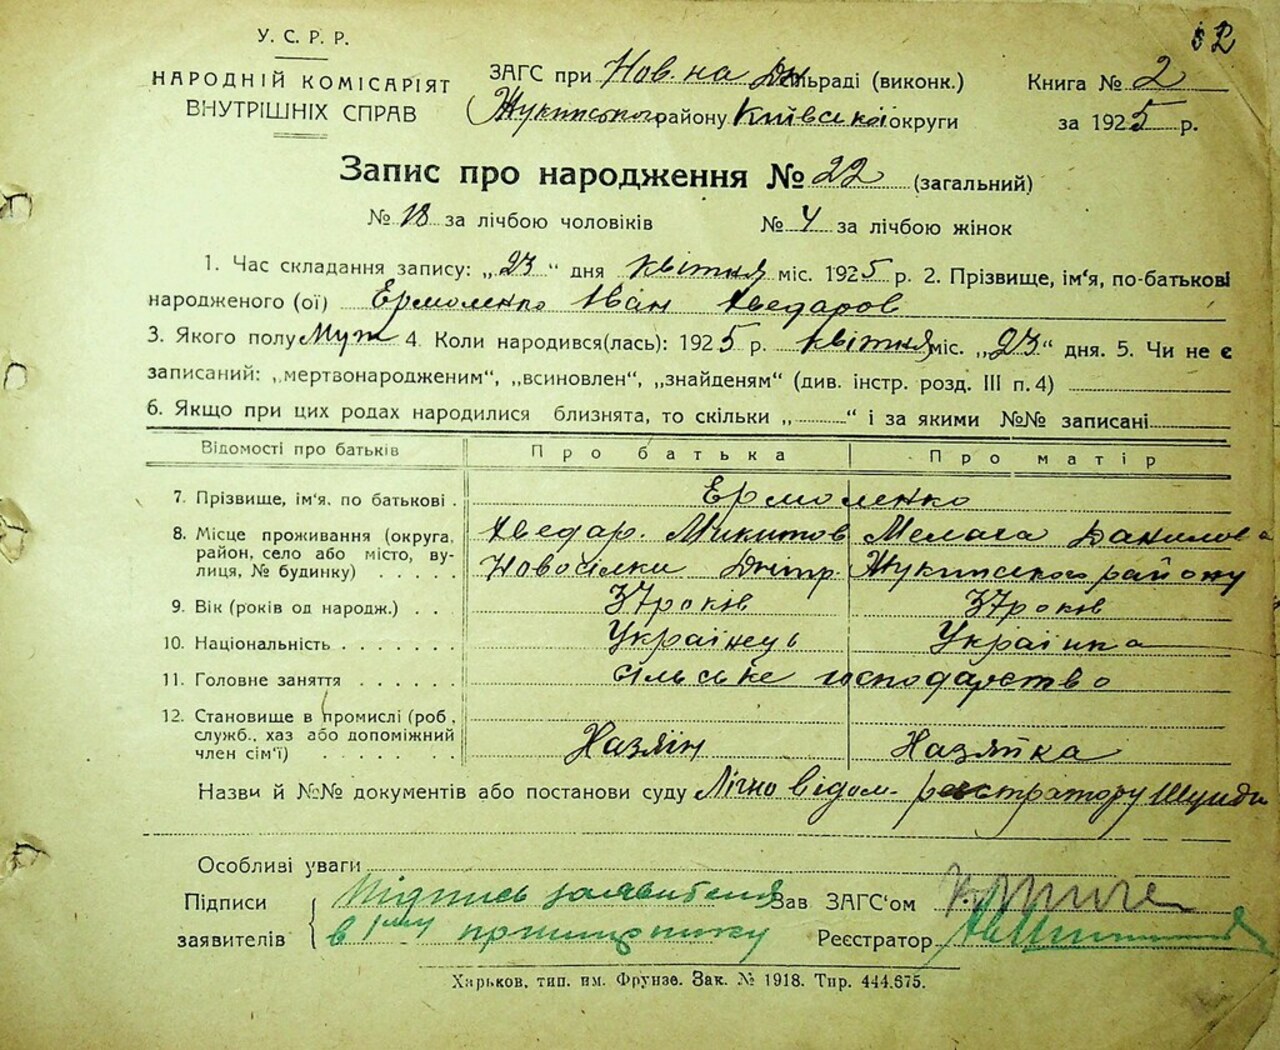 82
У. С. Р. Р.
НАРОДНІЙ КОМІСАРІЯТ
ВНУТРІШНІХ СПРАВ
ЗАГС при Нов. на Дн сільраді (виконк.)
Жукинського району Київської округи
Книга № 2
за 1925 р.
Запис про народження № 22 (загальний)
№ 18 за лічбою чоловіків № 4 за лічбою жінок
1. Час складання запису: „23“ дня квітня міс. 1925 р. 2. Прізвище, ім'я, по-батькові
народженого (ої) Ермоленко Іван Хведаров
3. Якого полу Муж 4. Коли народився(лась): 1925 р. квітня міс. „23“ дня. 5. Чи не є
записаний: „мертвонародженим“, „всиновлен“, „знайденям“ (див. інстр. розд. III п. 4)
6. Якщо при цих родах народилися близнята, то скільки „ “ і за якими №№ записані
Відомості про батьків Про батька Про матір
7. Прізвище, ім'я, по батькові . Ермоленко
8. Місце проживання (округа, район, село або місто, вулиця, № будинку) Хведар. Микитов Мелага Данилова
Новосілки Дніпр. Жукинського району
9. Вік (років од народж.) 37 років 37 років
10. Національність Українець Українка
11. Головне заняття сільське господарство
12. Становище в промислі (роб., служб., хаз або допоміжний член сім'ї) Хазяїн Хазяйка
Назви й №№ документів або постанови суду Лічно відом. реєстратору
Особливі уваги
Підписи заявителів Підпись заявителя
в примірнику
Зав ЗАГС'ом
Реєстратор
Харьков, тип. им. Фрунзе. Зак. № 1918. Тир. 444.675.